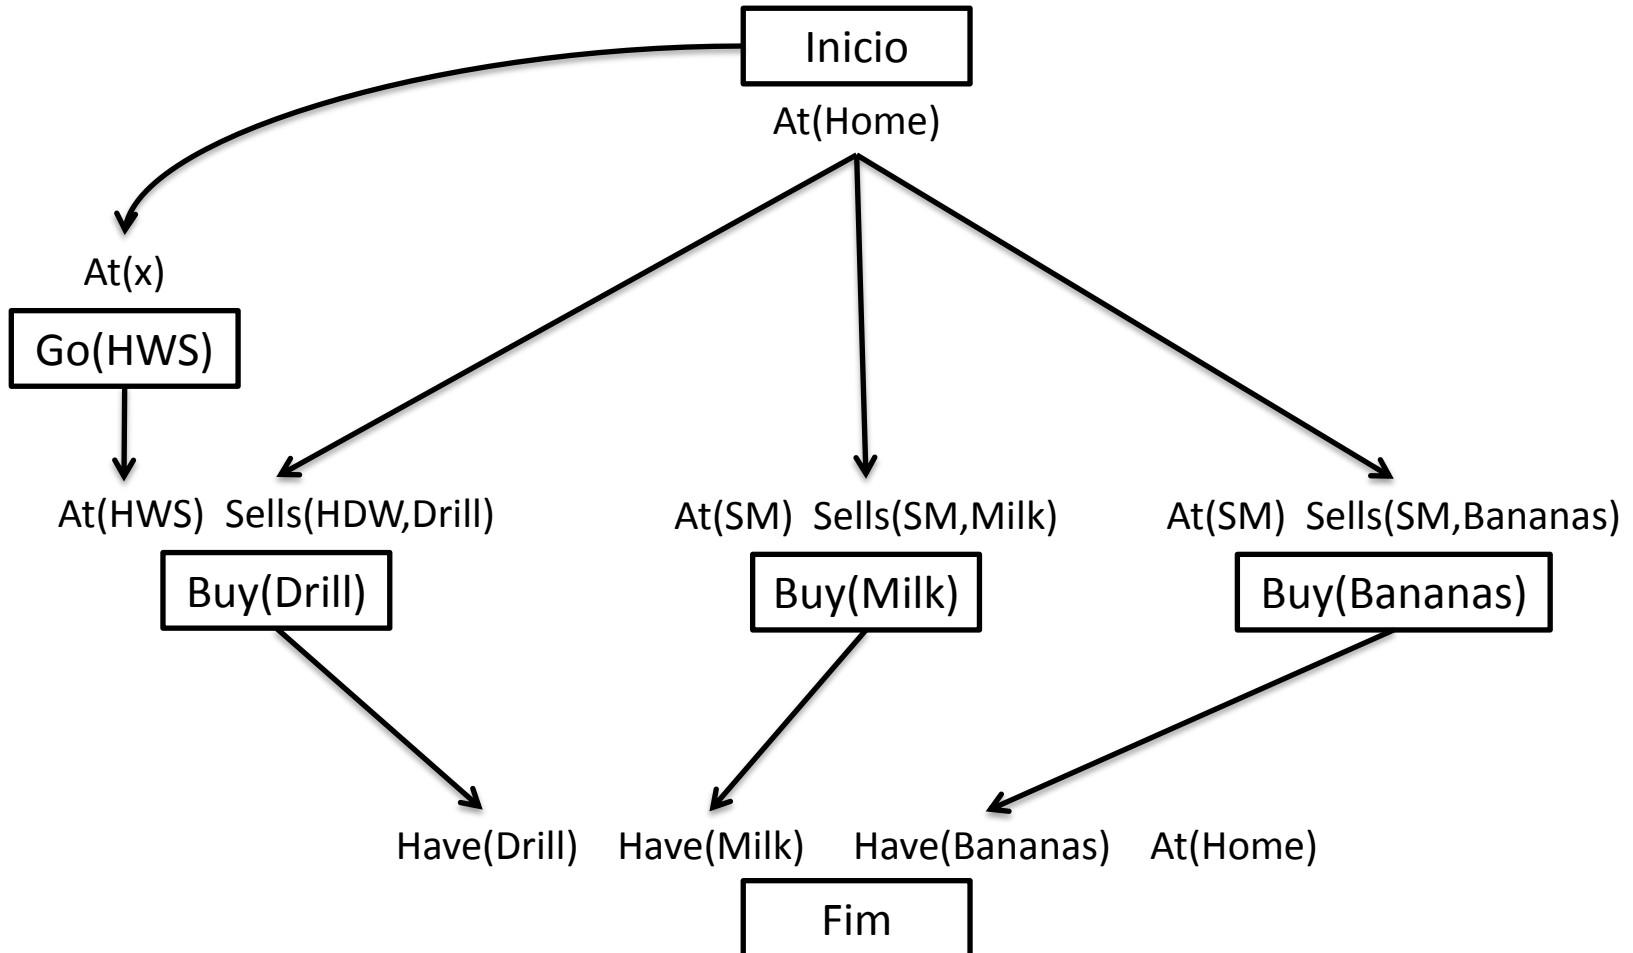 Inicio
At(Home)
At(x)
Go(HWS)
At(HWS) Sells(HDW,Drill)
At(SM) Sells(SM,Milk)
At(SM) Sells(SM,Bananas)
Buy(Drill)
Buy(Milk)
Buy(Bananas)
Have(Drill) Have(Milk) Have(Bananas) At(Home)
Fim